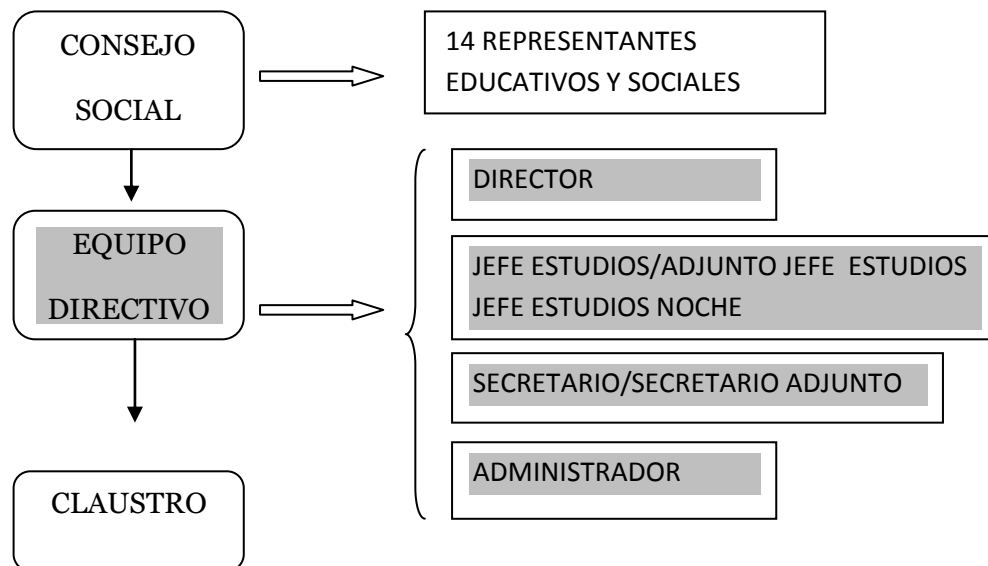 CONSEJO
SOCIAL
14 REPRESENTANTES
EDUCATIVOS Y SOCIALES
EQUIPO
DIRECTIVO
DIRECTOR
JEFE ESTUDIOS/ADJUNTO JEFE ESTUDIOS
JEFE ESTUDIOS NOCHE
SECRETARIO/SECRETARIO ADJUNTO
ADMINISTRADOR
CLAUSTRO